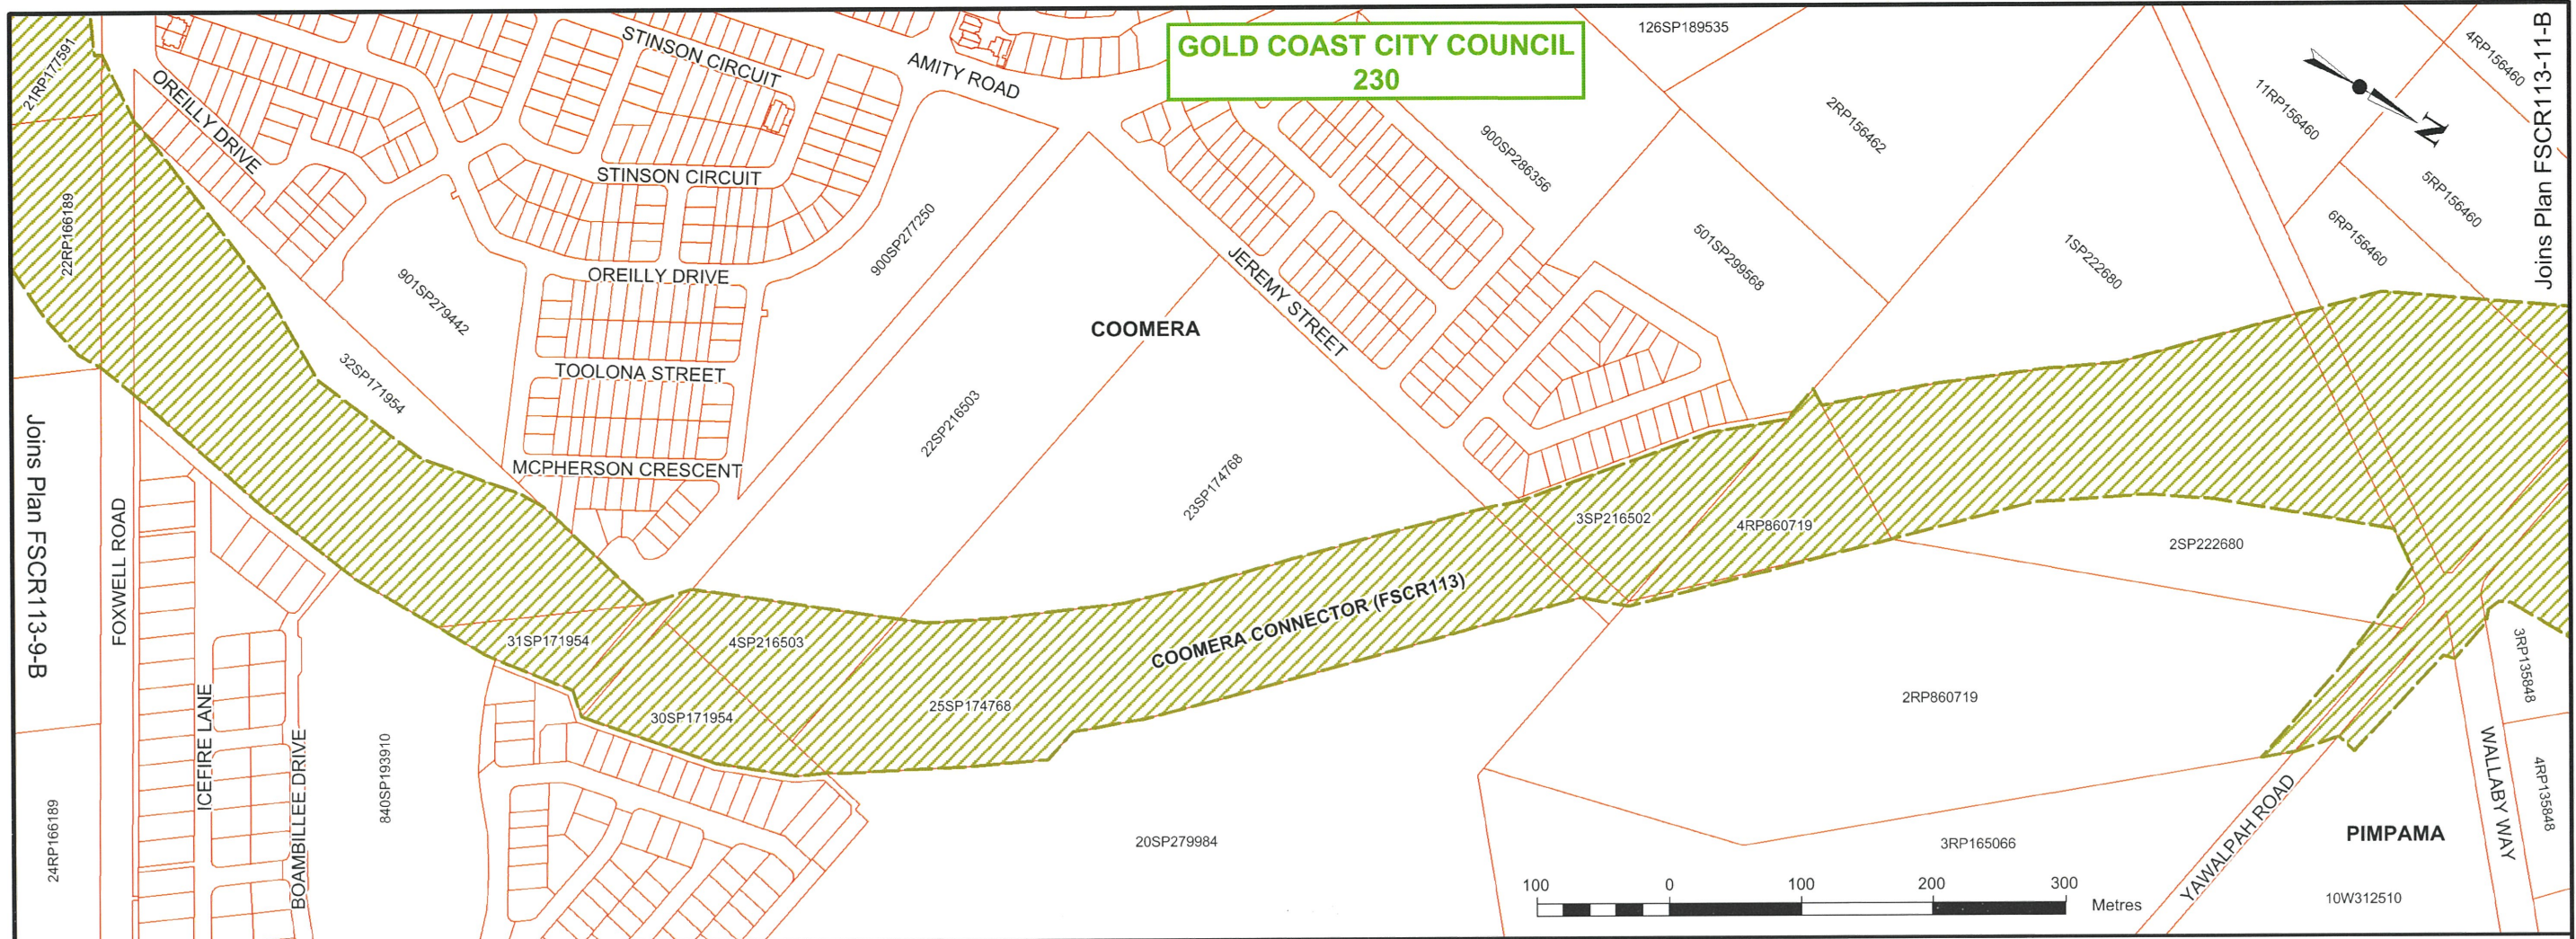 GOLD COAST CITY COUNCIL
230
126SP189535
4RP156460
11RP156460
5RP156460
6RP156460
Joins Plan FSCR113-11-B
N
21RP177591
OREILLY DRIVE
STINSON CIRCUIT
AMITY ROAD
2RP156462
900SP286356
STINSON CIRCUIT
22RP166189
900SP277250
501SP299568
1SP222680
OREILLY DRIVE
901SP279442
JEREMY STREET
COOMERA
TOOLONA STREET
32SP171954
22SP216503
MCPHERSON CRESCENT
23SP174768
Joins Plan FSCR113-9-B
FOXWELL ROAD
3SP216502
4RP860719
2SP222680
COOMERA CONNECTOR (FSCR113)
31SP171954
4SP216503
30SP171954
25SP174768
2RP860719
3RP135848
ICEFIRE LANE
BOAMBILLEE DRIVE
840SP193910
24RP166189
20SP279984
3RP165066
YAWALPAH ROAD
WALLABY WAY
4RP135848
PIMPAMA
10W312510
100 0 100 200 300
Metres